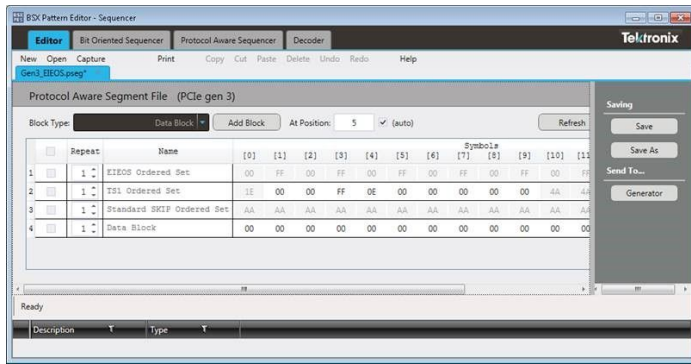 BSX Pattern Editor - Sequencer
Editor Bit Oriented Sequencer Protocol Aware Sequencer Decoder Tektronix
New Open Capture Print Copy Cut Paste Delete Undo Redo Help
Gen3_EIEOS.pseg*
Protocol Aware Segment File (PCIe gen 3)
Block Type: Data Block Add Block At Position: 5 (auto) Refresh
Repeat Name Symbols
[0] [1] [2] [3] [4] [5] [6] [7] [8] [9] [10] [11
1 1 EIEOS Ordered Set 00 FF 00 FF 00 FF 00 FF 00 FF 00 FF
2 1 TS1 Ordered Set 1E 00 00 FF 0E 00 00 00 00 00 4A 4A
3 1 Standard SKIP Ordered Set AA AA AA AA AA AA AA AA AA AA AA AA
4 1 Data Block 00 00 00 00 00 00 00 00 00 00 00 00
Saving
Save
Save As
Send To...
Generator
Ready
Description Type